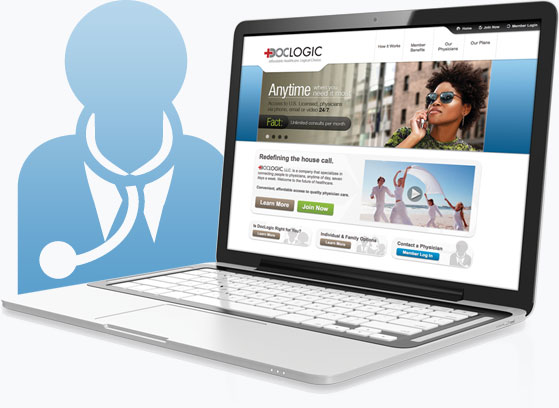 Home
Join Now
Member Login
DOCLOGIC
How it Works
Member Benefits
Our Physicians
Our Plans
Anytime when you need it most
Access to U.S. Licensed, physicians
via phone, email or video 24/7
Fact: Unlimited consults per month.
Redefining the house call.
DOCLOGIC LLC is a company that specializes in
connecting people to physicians, anytime of day, seven
days a week. Welcome to the future of healthcare.
Convenient, affordable access to quality physician care.
Learn More
Join Now
Is DocLogic Right for You?
Learn More
Individual & Family Options
Learn More
Contact a Physician
Member Log In